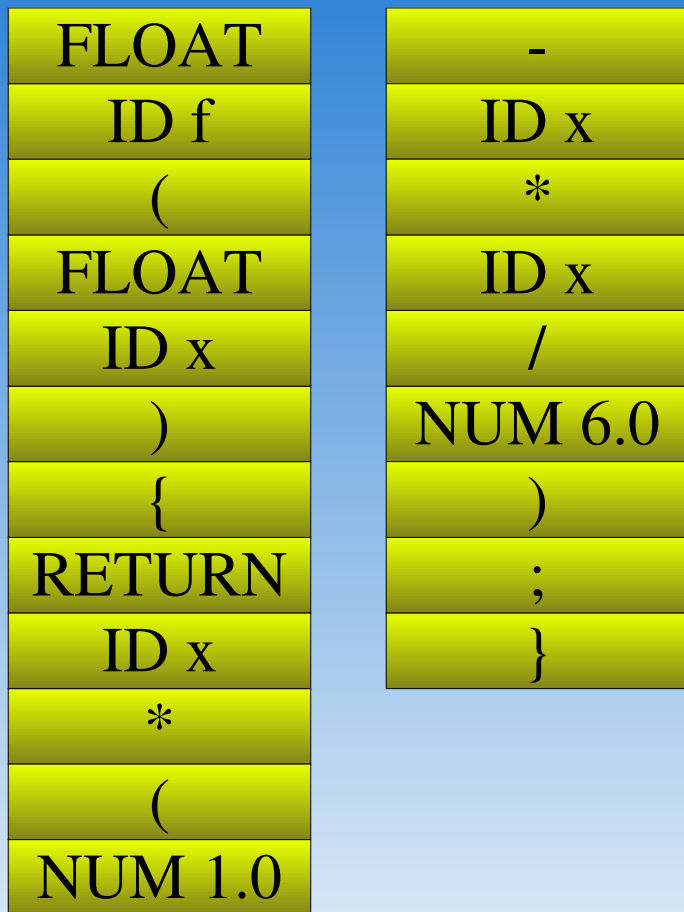 FLOAT
ID f
(
FLOAT
ID x
)
{
RETURN
ID x
*
(
NUM 1.0
-
ID x
*
ID x
/
NUM 6.0
)
;
}